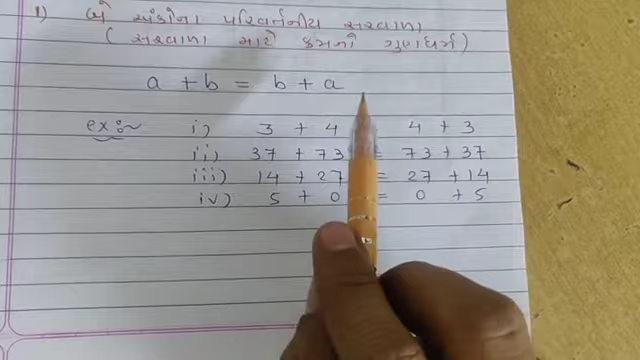 1) બે અંકોના પરિવર્તનીય સરવાળા
( સરવાળા માટે ક્રમનો ગુણધર્મ )
a + b = b + a
ex:~ i) 3 + 4 4 + 3
ii) 37 + 73 = 73 + 37
iii) 14 + 27 = 27 + 14
iv) 5 + 0 = 0 + 5